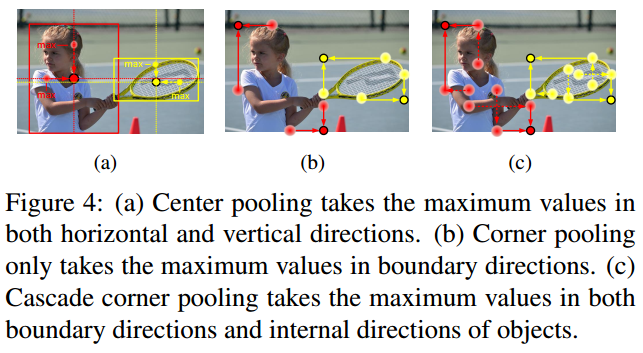 max
max
max
max
(a)
(b)
(c)
Figure 4: (a) Center pooling takes the maximum values in
both horizontal and vertical directions. (b) Corner pooling
only takes the maximum values in boundary directions. (c)
Cascade corner pooling takes the maximum values in both
boundary directions and internal directions of objects.